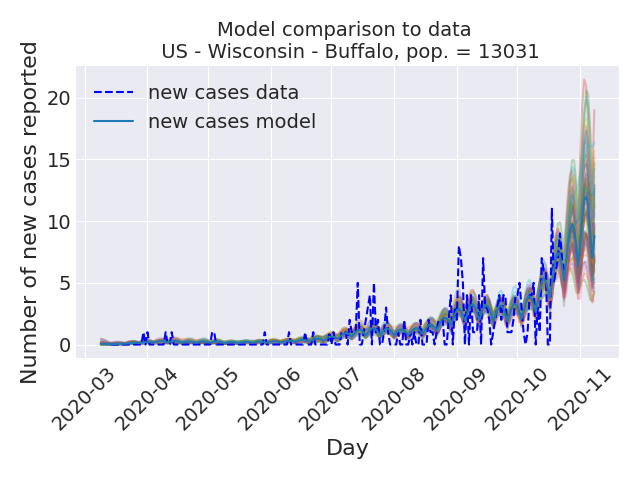 Model comparison to data
US - Wisconsin - Buffalo, pop. = 13031
Number of new cases reported
20
15
10
5
0
new cases data
new cases model
2020-03
2020-04
2020-05
2020-06
2020-07
2020-08
2020-09
2020-10
2020-11
Day